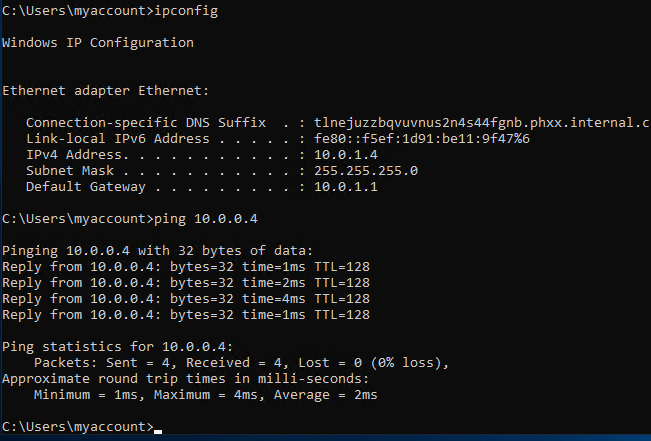 C:\Users\myaccount>ipconfig
Windows IP Configuration
Ethernet adapter Ethernet:
Connection-specific DNS Suffix  . : tlnejuzzbqvuvnus2n4s44fgnb.phxx.internal.c
Link-local IPv6 Address . . . . . : fe80::f5ef:1d91:be11:9f47%6
IPv4 Address. . . . . . . . . . . : 10.0.1.4
Subnet Mask . . . . . . . . . . . : 255.255.255.0
Default Gateway . . . . . . . . . : 10.0.1.1
C:\Users\myaccount>ping 10.0.0.4
Pinging 10.0.0.4 with 32 bytes of data:
Reply from 10.0.0.4: bytes=32 time=1ms TTL=128
Reply from 10.0.0.4: bytes=32 time=2ms TTL=128
Reply from 10.0.0.4: bytes=32 time=4ms TTL=128
Reply from 10.0.0.4: bytes=32 time=1ms TTL=128
Ping statistics for 10.0.0.4:
Packets: Sent = 4, Received = 4, Lost = 0 (0% loss),
Approximate round trip times in milli-seconds:
Minimum = 1ms, Maximum = 4ms, Average = 2ms
C:\Users\myaccount>